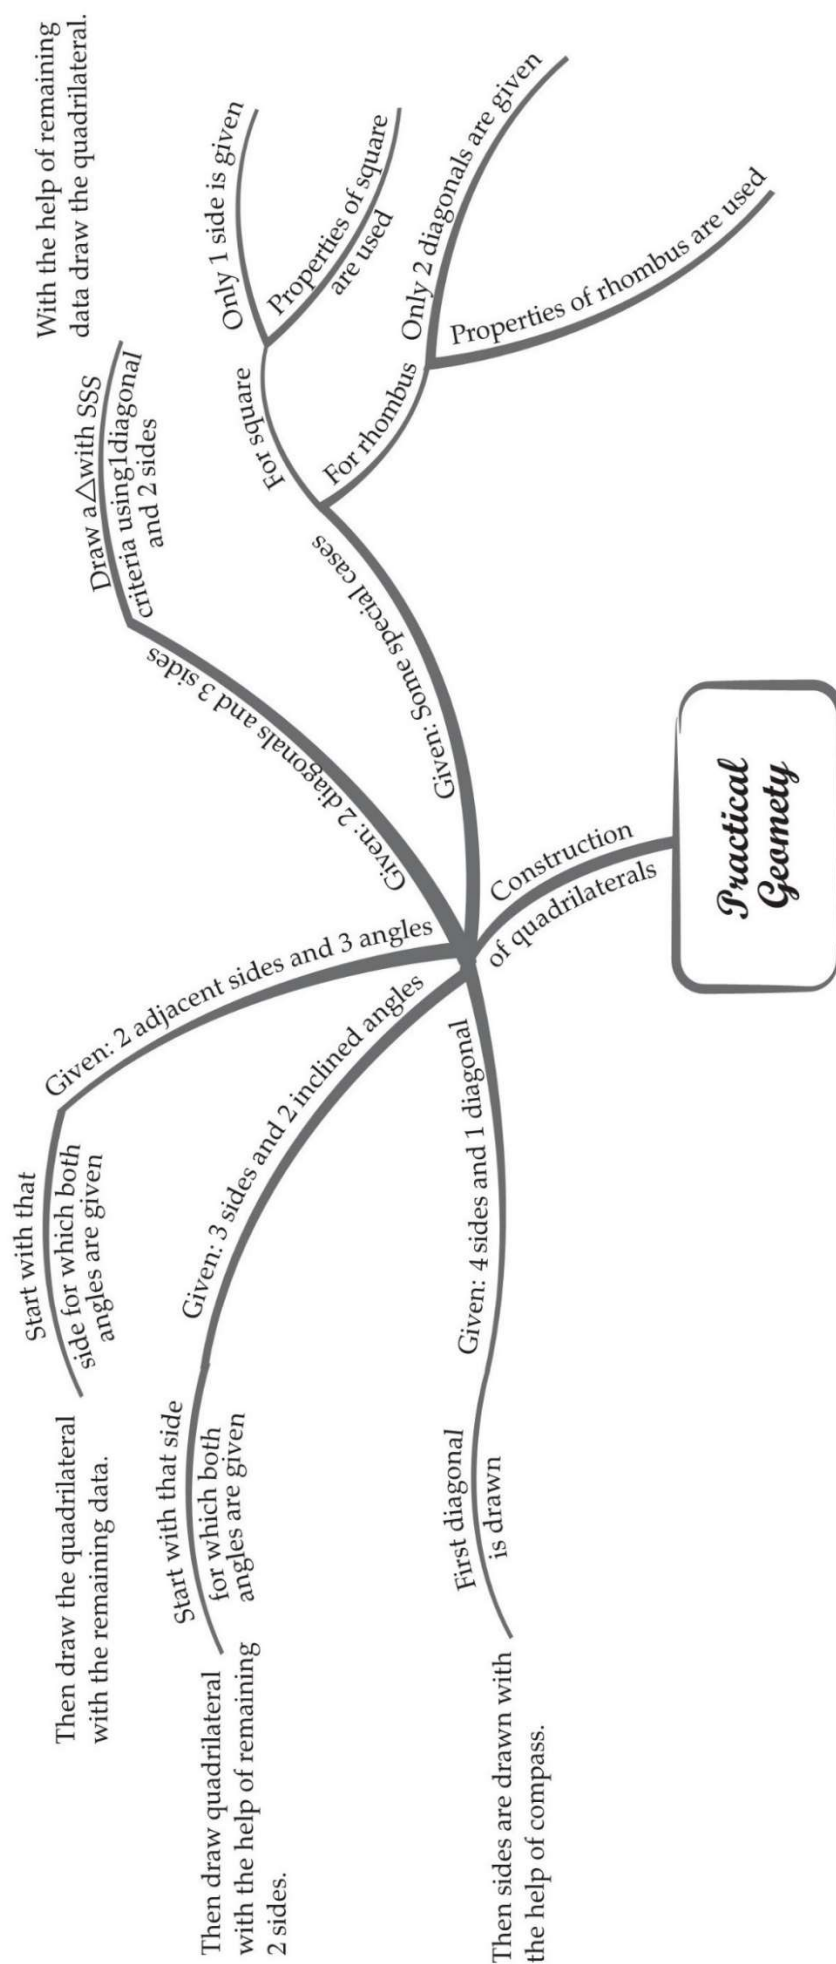 Practical
Geomety
Construction
of quadrilaterals
Given: 4 sides and 1 diagonal
First diagonal
is drawn
Then sides are drawn with
the help of compass.
Given: 3 sides and 2 inclined angles
Start with that side
for which both
angles are given
Then draw quadrilateral
with the help of remaining
2 sides.
Given: 2 adjacent sides and 3 angles
Start with that
side for which both
angles are given
Then draw the quadrilateral
with the remaining data.
Given: 2 diagonals and 3 sides
Draw a△with SSS
criteria using1diagonal
and 2 sides
With the help of remaining
data draw the quadrilateral.
Given: Some special cases
For square
Only 1 side is given
Properties of square
are used
For rhombus
Only 2 diagonals are given
Properties of rhombus are used